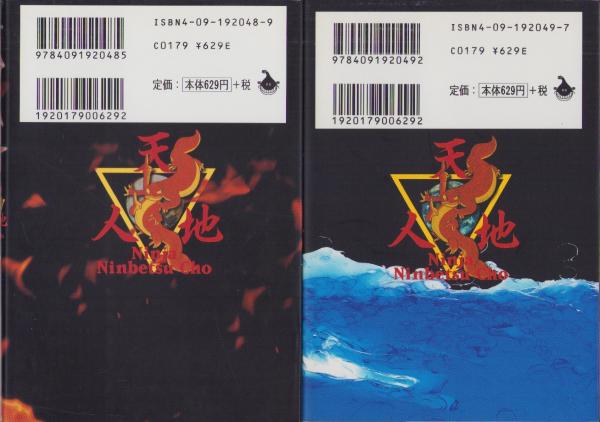 ISBN4-09-192048-9
C0179 ¥629E
9784091920485
定価：本体629円+税
1920179006292
天
人 地
Ninja
Ninbetsu Cho
ISBN4-09-192049-7
C0179 ¥629E
9784091920492
定価：本体629円+税
1920179006292
天
人 地
Ninja
Ninbetsu Cho